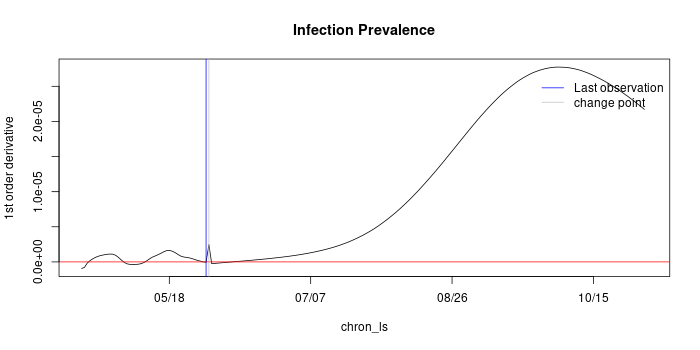 Infection Prevalence
1st order derivative
2.0e-05
1.0e-05
0.0e+00
Last observation
change point
05/18
07/07
08/26
10/15
chron_ls